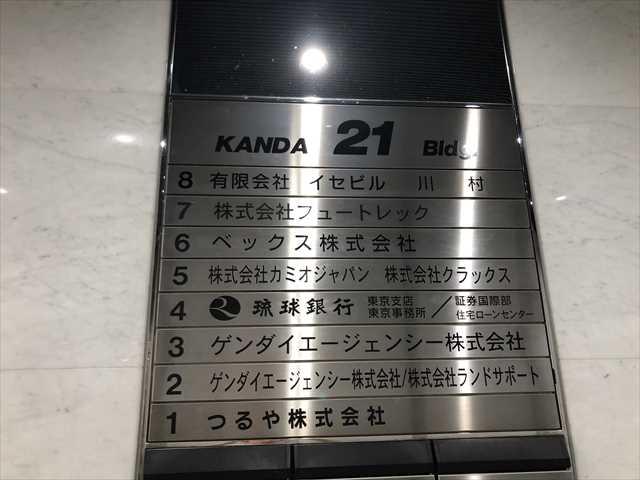 KANDA 21 Bldg.
8 有限会社 イセビル 川 村
7 株式会社フュートレック
6 ベックス株式会社
5 株式会社カミオジャパン 株式会社クラックス
4 琉球銀行 東京支店 東京事務所 / 証券国際部 住宅ローンセンター
3 ゲンダイエージェンシー株式会社
2 ゲンダイエージェンシー株式会社/株式会社ランドサポート
1 つるや株式会社